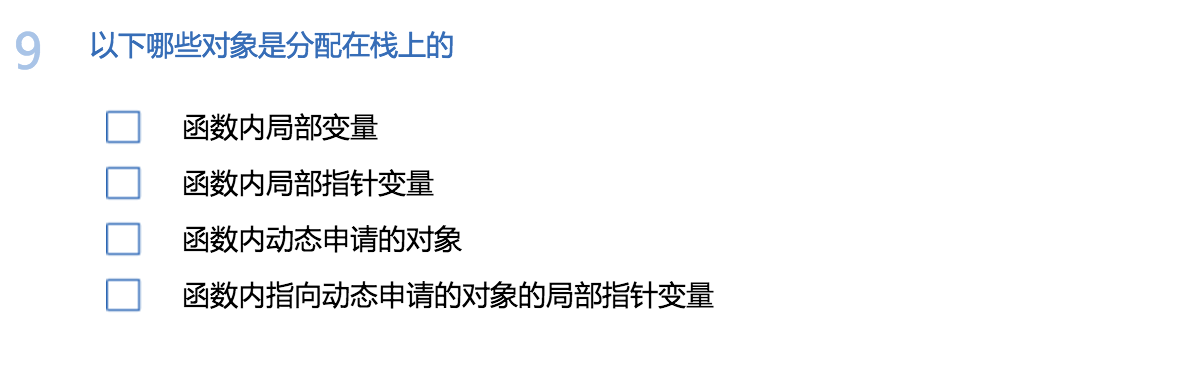 9 以下哪些对象是分配在栈上的
函数内局部变量
函数内局部指针变量
函数内动态申请的对象
函数内指向动态申请的对象的局部指针变量